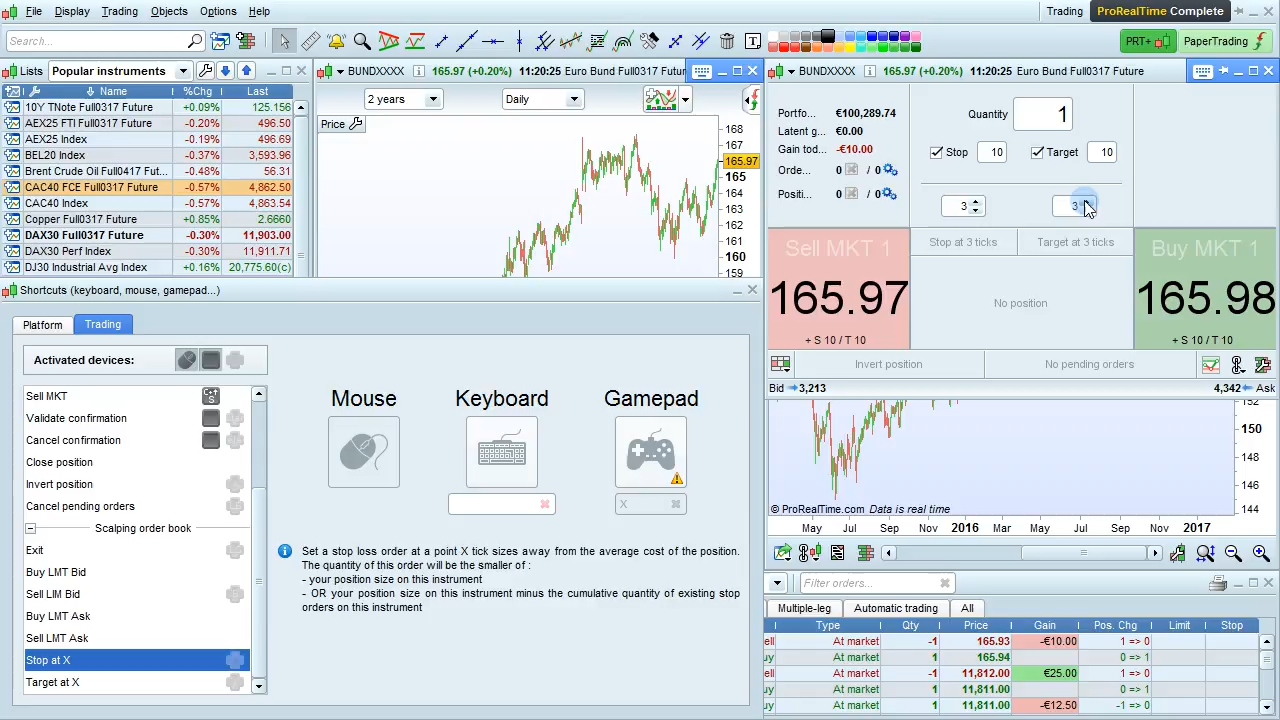 File Display Trading Objects Options Help Trading ProRealTime Complete
Search... T PRT+ PaperTrading
Lists Popular instruments
Name %Chg Last
10Y TNote Full0317 Future +0.09% 125.156
AEX25 FTI Full0317 Future -0.20% 496.50
AEX25 Index -0.19% 496.69
BEL20 Index -0.37% 3,593.96
Brent Crude Oil Full0417 Future -0.48% 56.31
CAC40 FCE Full0317 Future -0.57% 4,862.50
CAC40 Index -0.57% 4,863.54
Copper Full0317 Future +0.85% 2.6660
DAX30 Full0317 Future -0.30% 11,903.00
DAX30 Perf Index -0.30% 11,911.71
DJ30 Industrial Avg Index +0.16% 20,775.60(c)
BUNDXXXX 165.97 (+0.20%) 11:20:25 Euro Bund Full0317 Futur
2 years Daily
Price
168
167
165.97
165
164
163
162
161
160
159
BUNDXXXX 165.97 (+0.20%) 11:20:25 Euro Bund Full0317 Future
Portfo... €100,289.74
Latent g... €0.00
Gain tod... -€10.00
Orde... 0 / 0
Positi... 0 / 0
Quantity 1
Stop 10 Target 10
3 3
Sell MKT 1 Stop at 3 ticks Target at 3 ticks Buy MKT 1
165.97 No position 165.98
+ S 10 / T 10 + S 10 / T 10
Invert position No pending orders
Bid 3,213 4,342 Ask
152
150
148
146
144
© ProRealTime.com Data is real time
May Jul Sep Nov 2016 Mar May Jul Sep Nov 2017
Filter orders...
Multiple-leg Automatic trading All
Type Qty Price Gain Pos. Chg Limit Stop
ell At market -1 165.93 -€10.00 1 => 0
uy At market 1 165.94 0 => 1
ell At market -1 11,812.00 €25.00 1 => 0
uy At market 1 11,811.00 0 => 1
uy At market 1 11,811.00 -€12.50 -1 => 0
Shortcuts (keyboard, mouse, gamepad...)
Platform Trading
Activated devices:
Sell MKT
Validate confirmation
Cancel confirmation
Close position
Invert position
Cancel pending orders
Scalping order book
Exit
Buy LMT Bid
Sell LIM Bid
Buy LMT Ask
Sell LMT Ask
Stop at X
Target at X
Mouse Keyboard Gamepad
X
Set a stop loss order at a point X tick sizes away from the average cost of the position.
The quantity of this order will be the smaller of :
- your position size on this instrument
- OR your position size on this instrument minus the cumulative quantity of existing stop
orders on this instrument